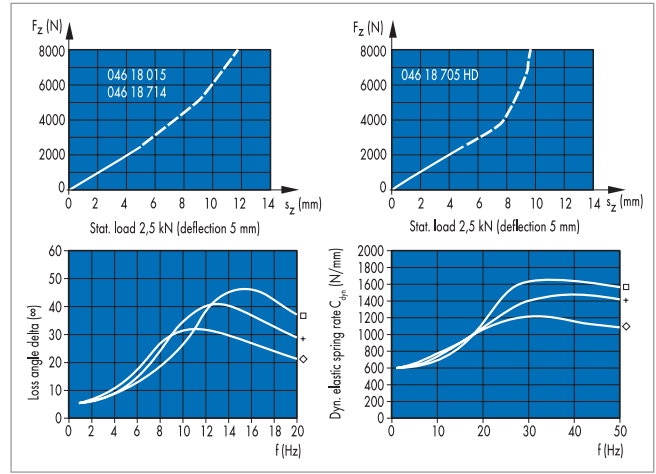 F_z (N)
8000
6000
4000
2000
0
046 18 015
046 18 714
0 2 4 6 8 10 12 14
s_z (mm)
Stat. load 2,5 kN (deflection 5 mm)
F_z (N)
8000
6000
4000
2000
0
046 18 705 HD
0 2 4 6 8 10 12 14
s_z (mm)
Stat. load 2,5 kN (deflection 5 mm)
Loss angle delta (∞)
60
50
40
30
20
10
0
0 2 4 6 8 10 12 14 16 18 20
f (Hz)
Dyn. elastic spring rate C_dyn (N/mm)
2000
1800
1600
1400
1200
1000
800
600
400
200
0
0 10 20 30 40 50
f (Hz)